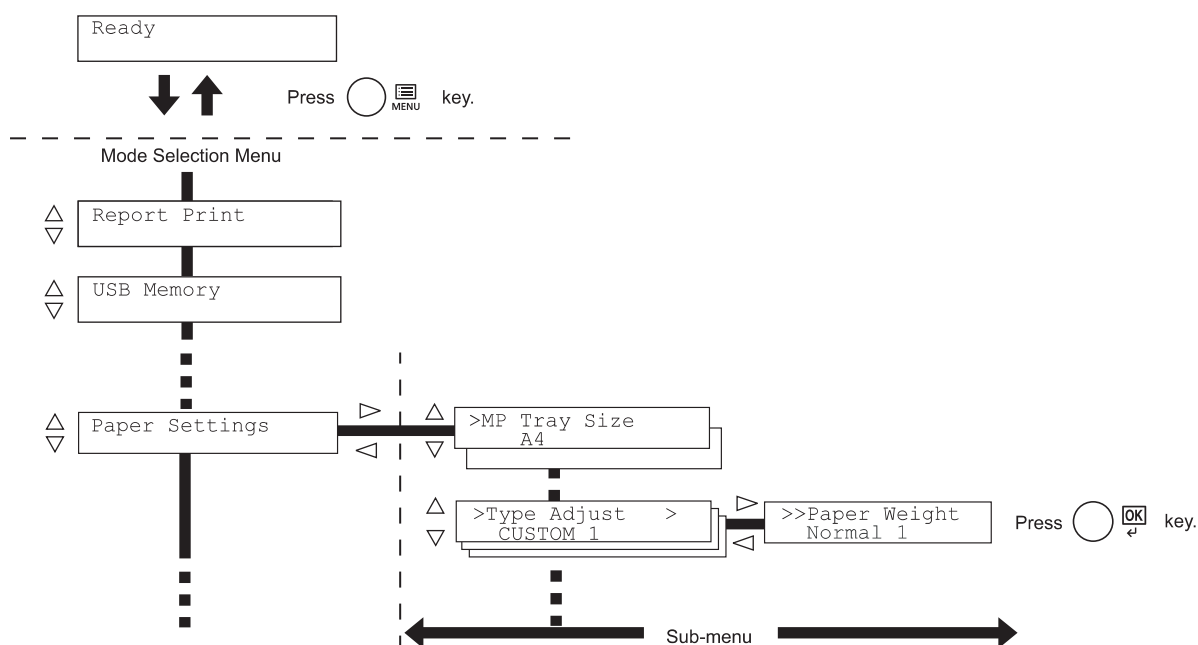 Ready
Press MENU key.
Mode Selection Menu
Report Print
USB Memory
Paper Settings
>MP Tray Size
A4
>Type Adjust >
CUSTOM 1
>>Paper Weight
Normal 1
Press OK key.
Sub-menu